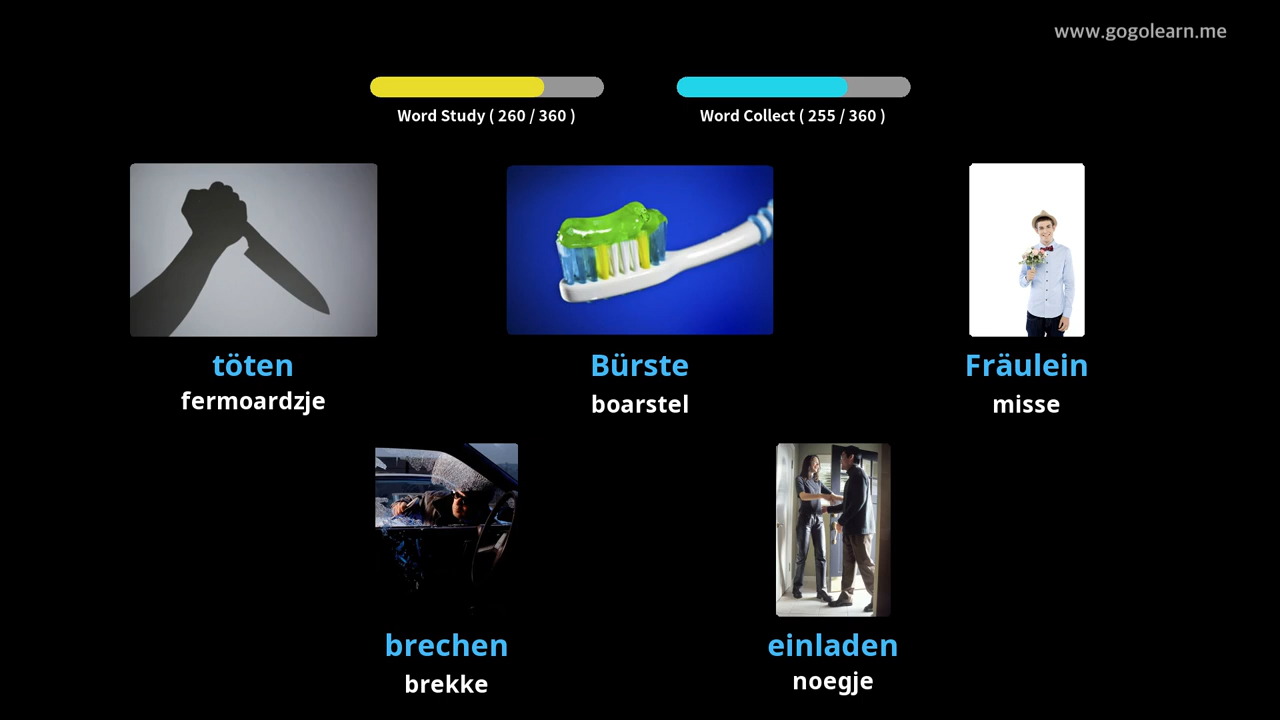 www.gogolearn.me
Word Study ( 260 / 360 )
Word Collect ( 255 / 360 )
töten
Bürste
Fräulein
fermoardzje
boarstel
misse
brechen
einladen
brekke
noegje